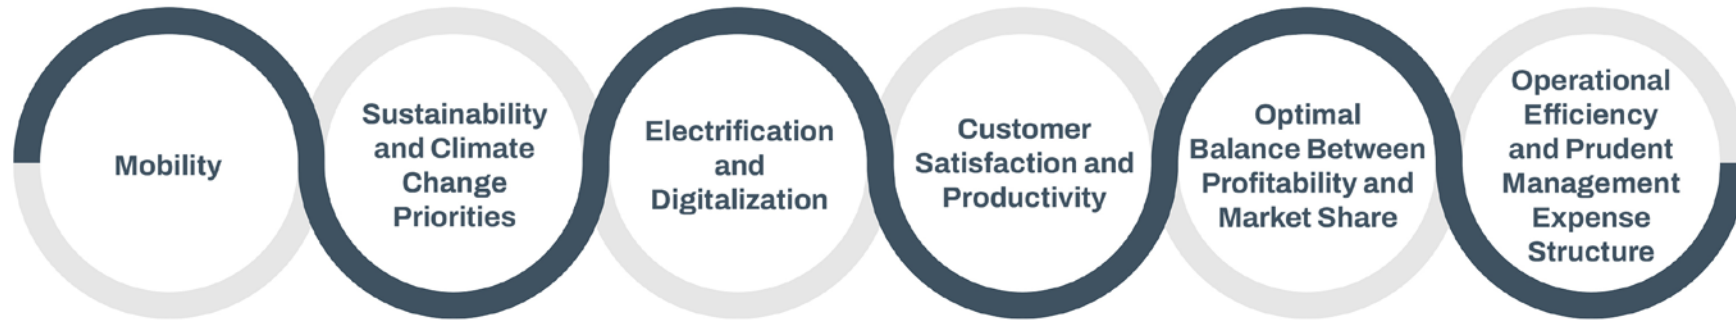 Mobility
Sustainability
and Climate
Change
Priorities
Electrification
and
Digitalization
Customer
Satisfaction and
Productivity
Optimal
Balance Between
Profitability and
Market Share
Operational
Efficiency
and Prudent
Management
Expense
Structure